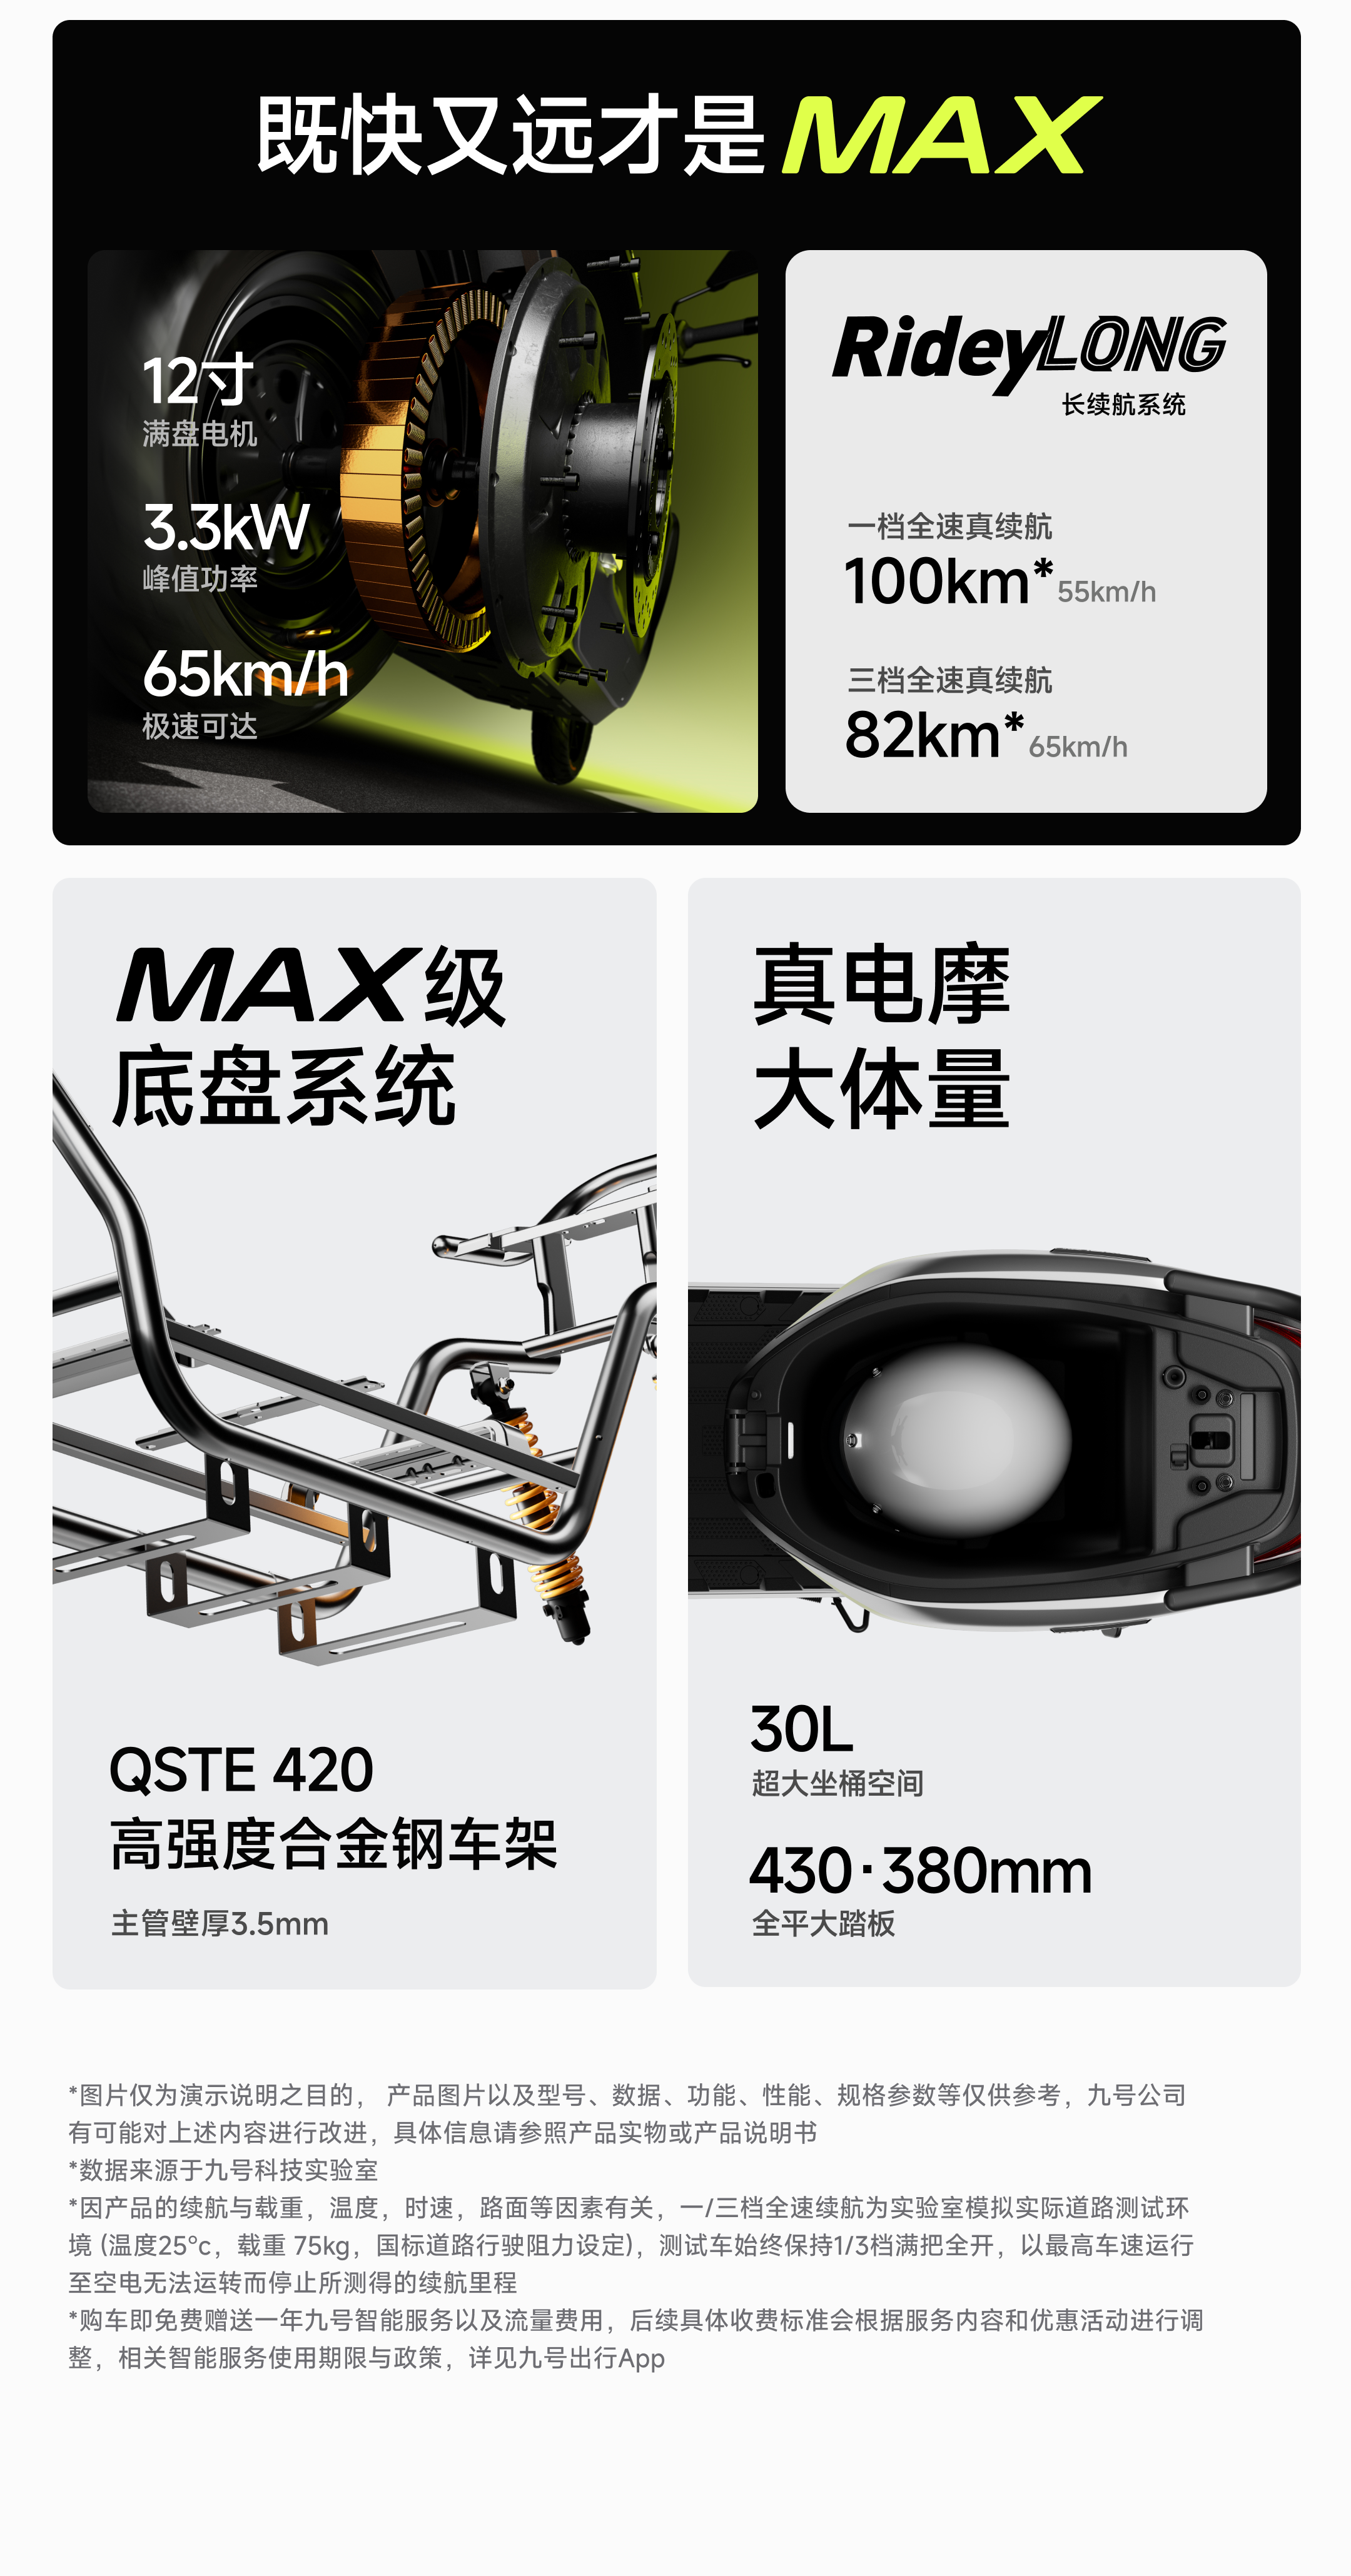 既快又远才是MAX
12寸
满盘电机
3.3kW
峰值功率
65km/h
极速可达
RideyLONG
长续航系统
一档全速真续航
100km*55km/h
三档全速真续航
82km*65km/h
MAX级
底盘系统
QSTE 420
高强度合金钢车架
主管壁厚3.5mm
真电摩
大体量
30L
超大坐桶空间
430·380mm
全平大踏板
*图片仅为演示说明之目的， 产品图片以及型号、数据、功能、性能、规格参数等仅供参考，九号公司
有可能对上述内容进行改进，具体信息请参照产品实物或产品说明书
*数据来源于九号科技实验室
*因产品的续航与载重，温度，时速，路面等因素有关，一/三档全速续航为实验室模拟实际道路测试环
境 (温度25°c，载重 75kg，国标道路行驶阻力设定)，测试车始终保持1/3档满把全开，以最高车速运行
至空电无法运转而停止所测得的续航里程
*购车即免费赠送一年九号智能服务以及流量费用，后续具体收费标准会根据服务内容和优惠活动进行调
整，相关智能服务使用期限与政策，详见九号出行App